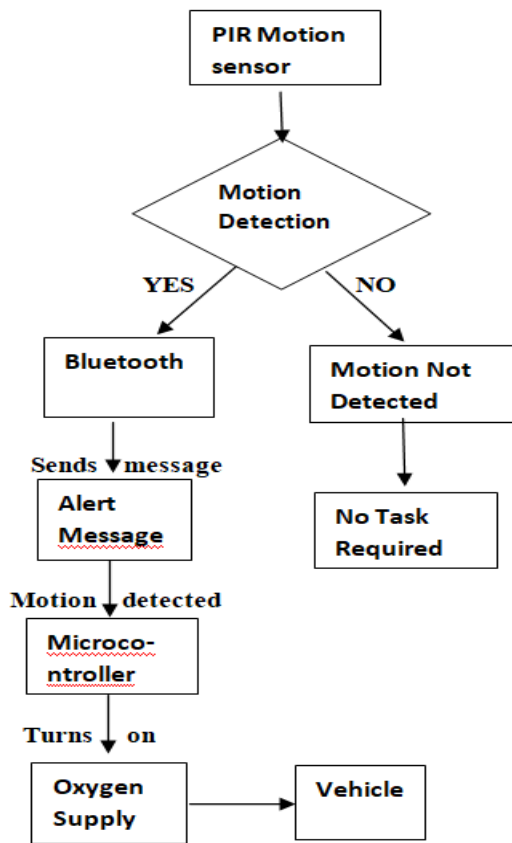 PIR Motion
sensor
Motion
Detection
YES
NO
Bluetooth
Motion Not
Detected
Sends message
Alert
Message
No Task
Required
Motion detected
Microco-
ntroller
Turns on
Oxygen
Supply
Vehicle